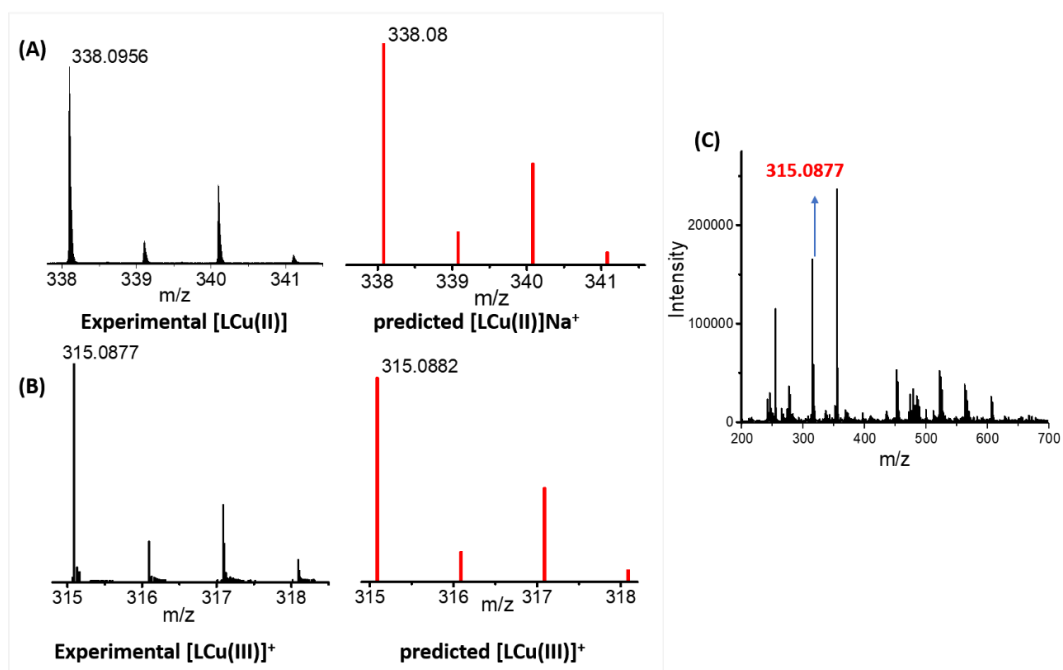 (A)
338.0956
338 339 340 341
m/z
Experimental [LCu(II)]
338.08
338 339 340 341
m/z
predicted [LCu(II)]Na⁺
(B)
315.0877
315 316 317 318
m/z
Experimental [LCu(III)]⁺
315.0882
315 316 317 318
m/z
predicted [LCu(III)]⁺
(C)
315.0877
Intensity
200000
100000
0
200 300 400 500 600 700
m/z